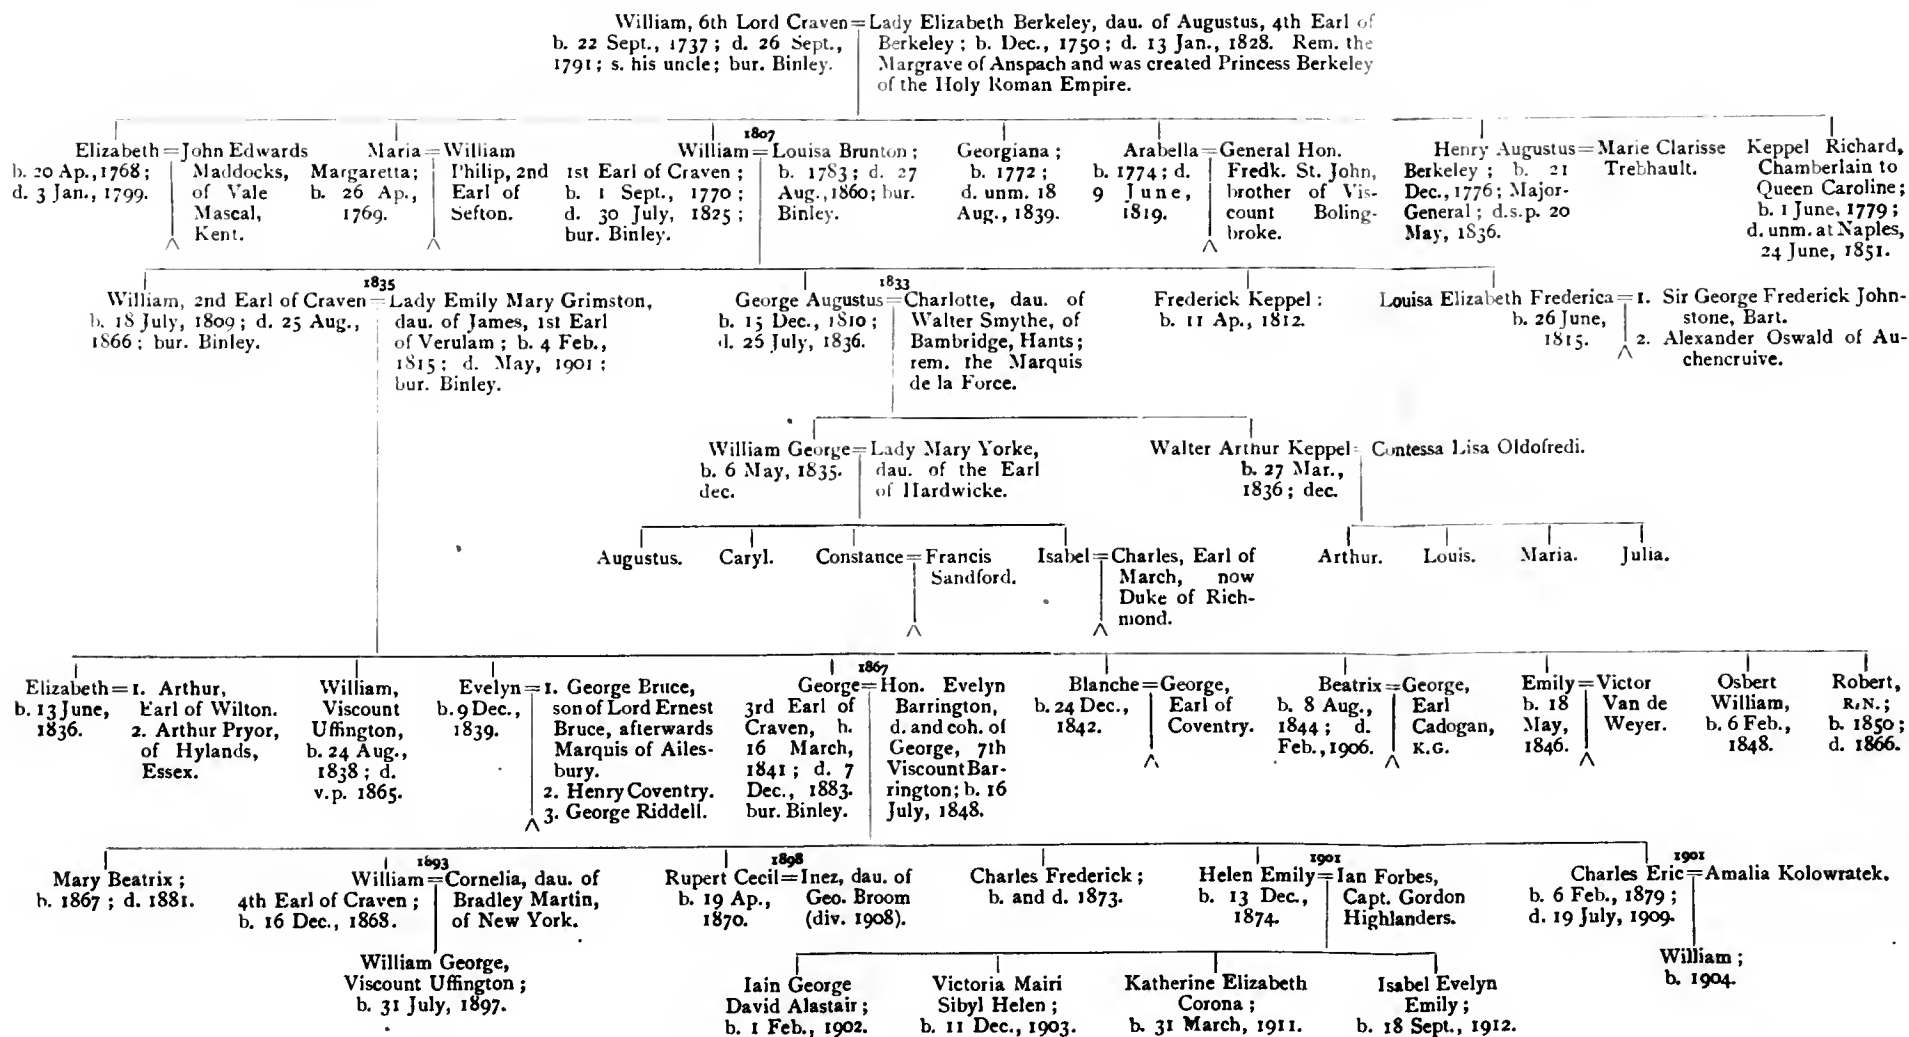 William, 6th Lord Craven = Lady Elizabeth Berkeley, dau. of Augustus, 4th Earl of
b. 22 Sept., 1737 ; d. 26 Sept.,
1791 ; s. his uncle ; bur. Binley.
Berkeley ; b. Dec., 1750 ; d. 13 Jan., 1828. Rem. the
Margrave of Anspach and was created Princess Berkeley
of the Holy Roman Empire.
Elizabeth = John Edwards
b. 20 Ap., 1768 ;
d. 3 Jan., 1799.
Maddocks,
of Vale
Mascal,
Kent.
Maria = William
Margaretta ;
b. 26 Ap.,
1769.
Philip, 2nd
Earl of
Sefton.
1807
William = Louisa Brunton ;
1st Earl of Craven ;
b. 1 Sept., 1770 ;
d. 30 July, 1825 ;
bur. Binley.
b. 1783 ; d. 27
Aug., 1860 ; bur.
Binley.
Georgiana ;
b. 1772 ;
d. unm. 18
Aug., 1839.
Arabella = General Hon.
b. 1774 ; d.
9 June,
1819.
Fredk. St. John,
brother of Vis-
count Boling-
broke.
Henry Augustus = Marie Clarisse
Berkeley ; b. 21
Dec., 1776 ; Major-
General ; d.s.p. 20
May, 1836.
Trebhault.
Keppel Richard,
Chamberlain to
Queen Caroline ;
b. 1 June, 1779 ;
d. unm. at Naples,
24 June, 1851.
1835
William, 2nd Earl of Craven = Lady Emily Mary Grimston,
b. 18 July, 1809 ; d. 25 Aug.,
1866 ; bur. Binley.
dau. of James, 1st Earl
of Verulam ; b. 4 Feb.,
1815 ; d. May, 1901 ;
bur. Binley.
1833
George Augustus = Charlotte, dau. of
b. 15 Dec., 1810 ;
d. 26 July, 1836.
Walter Smythe, of
Bambridge, Hants ;
rem. the Marquis
de la Force.
Frederick Keppel :
b. 11 Ap., 1812.
Louisa Elizabeth Frederica = 1. Sir George Frederick John-
b. 26 June,
1815.
stone, Bart.
2. Alexander Oswald of Au-
chencruive.
William George = Lady Mary Yorke,
b. 6 May, 1835.
dec.
dau. of the Earl
of Hardwicke.
Walter Arthur Keppel = Contessa Lisa Oldofredi.
b. 27 Mar.,
1836 ; dec.
Augustus.
Caryl.
Constance = Francis
Sandford.
Isabel = Charles, Earl of
March, now
Duke of Rich-
mond.
Arthur.
Louis.
Maria.
Julia.
Elizabeth = 1. Arthur,
b. 13 June,
1836.
Earl of Wilton.
2. Arthur Pryor,
of Hylands,
Essex.
William,
Viscount
Uffington,
b. 24 Aug.,
1838 ; d.
v.p. 1865.
Evelyn = 1. George Bruce,
b. 9 Dec.,
1839.
son of Lord Ernest
Bruce, afterwards
Marquis of Ailes-
bury.
2. Henry Coventry.
3. George Riddell.
1867
George = Hon. Evelyn
3rd Earl of
Craven, b.
16 March,
1841 ; d. 7
Dec., 1883.
bur. Binley.
Barrington,
d. and coh. of
George, 7th
Viscount Bar-
rington ; b. 16
July, 1848.
Blanche = George,
b. 24 Dec.,
1842.
Earl of
Coventry.
Beatrix = George,
b. 8 Aug.,
1844 ; d.
Feb., 1906.
Earl
Cadogan,
K.G.
Emily = Victor
b. 18
May,
1846.
Van de
Weyer.
Osbert
William,
b. 6 Feb.,
1848.
Robert,
R.N. ;
b. 1850 ;
d. 1866.
Mary Beatrix ;
b. 1867 ; d. 1881.
1893
William = Cornelia, dau. of
4th Earl of Craven ;
b. 16 Dec., 1868.
Bradley Martin,
of New York.
1898
Rupert Cecil = Inez, dau. of
b. 19 Ap.,
1870.
Geo. Broom
(div. 1908).
Charles Frederick ;
b. and d. 1873.
1901
Helen Emily = Ian Forbes,
b. 13 Dec.,
1874.
Capt. Gordon
Highlanders.
1901
Charles Eric = Amalia Kolowratek.
b. 6 Feb., 1879 ;
d. 19 July, 1909.
William George,
Viscount Uffington ;
b. 31 July, 1897.
Iain George
David Alastair ;
b. 1 Feb., 1902.
Victoria Mairi
Sibyl Helen ;
b. 11 Dec., 1903.
Katherine Elizabeth
Corona ;
b. 31 March, 1911.
Isabel Evelyn
Emily ;
b. 18 Sept., 1912.
William ;
b. 1904.